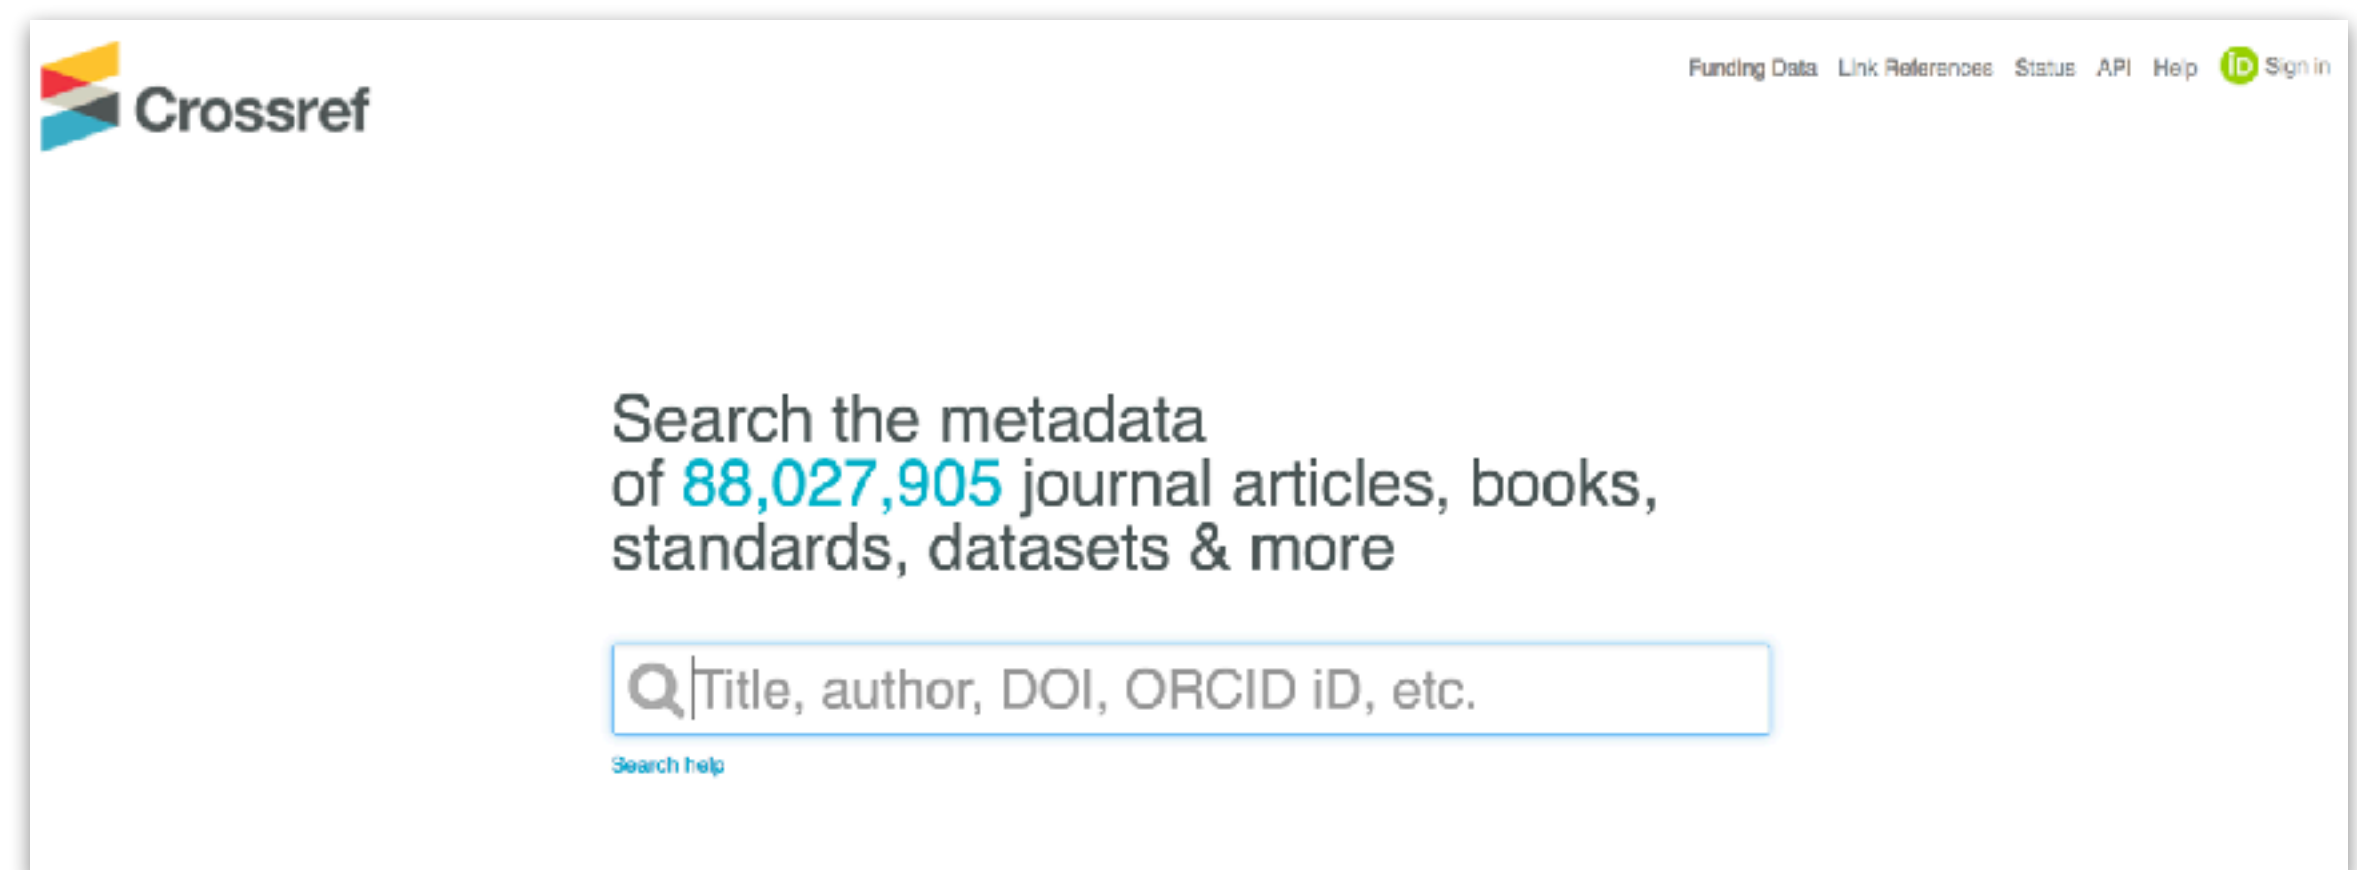 Crossref
Funding Data Link References Status API Help iD Sign in
Search the metadata
of 88,027,905 journal articles, books,
standards, datasets & more
Title, author, DOI, ORCID iD, etc.
Search help